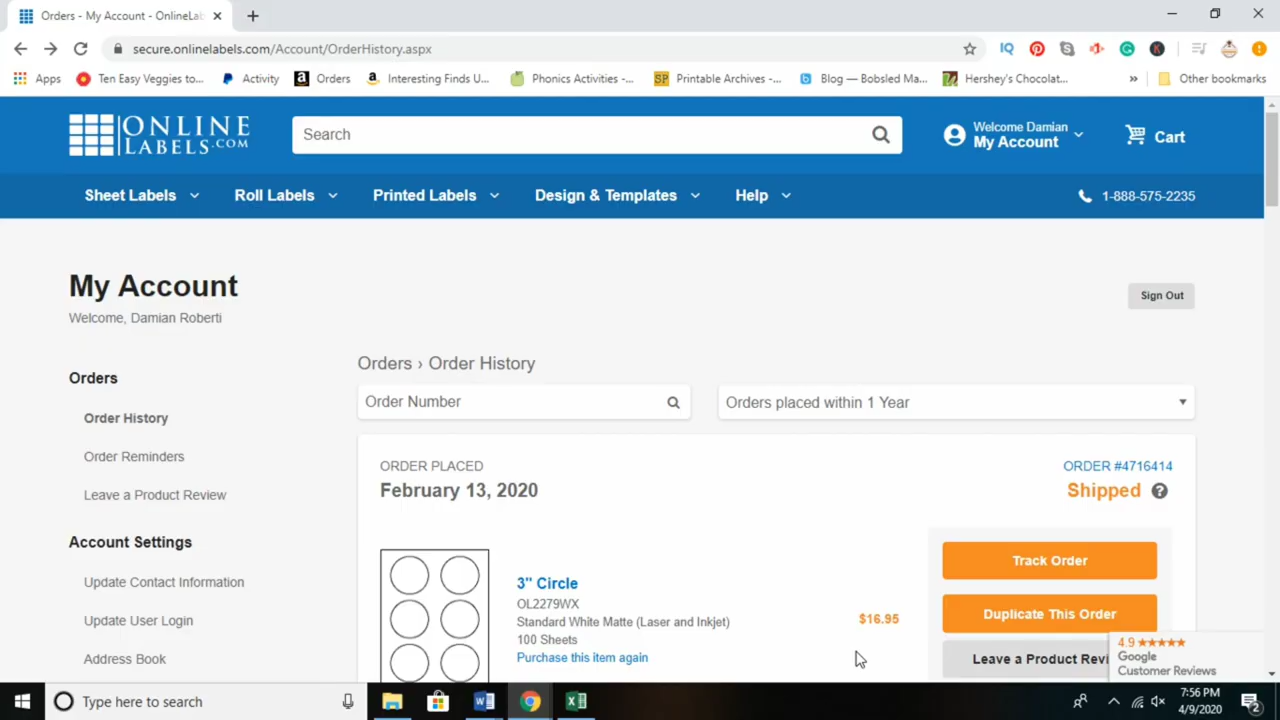 Orders - My Account - OnlineLab
secure.onlinelabels.com/Account/OrderHistory.aspx
Apps
Ten Easy Veggies to...
Activity
Orders
Interesting Finds U...
Phonics Activities -...
Printable Archives -...
Blog — Bobsled Ma...
Hershey's Chocolat...
»
Other bookmarks
ONLINE
LABELS.COM
Search
Welcome Damian
My Account
Cart
Sheet Labels
Roll Labels
Printed Labels
Design & Templates
Help
1-888-575-2235
My Account
Welcome, Damian Roberti
Sign Out
Orders
Order History
Order Reminders
Leave a Product Review
Account Settings
Update Contact Information
Update User Login
Address Book
Orders › Order History
Order Number
Orders placed within 1 Year
ORDER PLACED
February 13, 2020
ORDER #4716414
Shipped ?
3" Circle
OL2279WX
Standard White Matte (Laser and Inkjet)
100 Sheets
Purchase this item again
$16.95
Track Order
Duplicate This Order
Leave a Product Revi
4.9 ★★★★★
Google
Customer Reviews
Type here to search
7:56 PM
4/9/2020
2